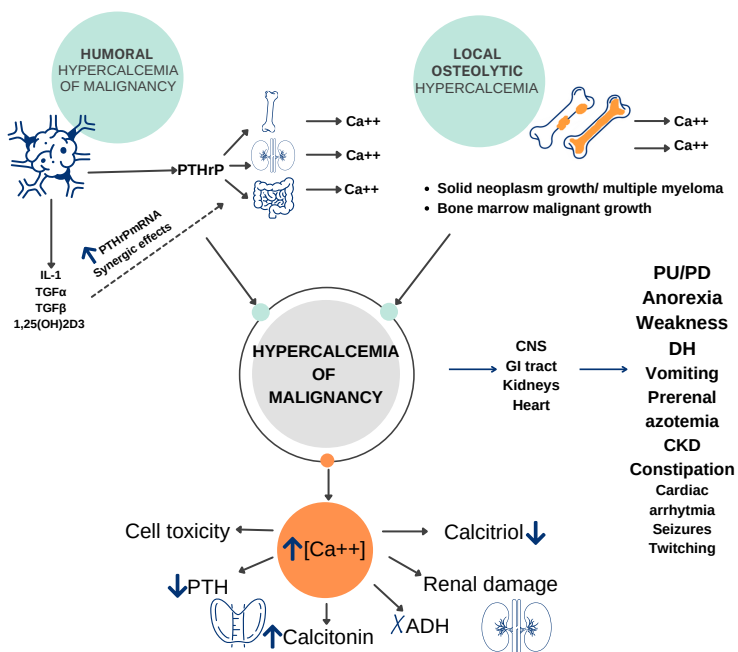 HUMORAL
HYPERCALCEMIA
OF MALIGNANCY
LOCAL
OSTEOLYTIC
HYPERCALCEMIA
PTHrP
Ca++
Ca++
Ca++
Ca++
Ca++
PTHrPmRNA
Synergic effects
IL-1
TGFα
TGFβ
1,25(OH)2D3
• Solid neoplasm growth/ multiple myeloma
• Bone marrow malignant growth
HYPERCALCEMIA
OF
MALIGNANCY
CNS
GI tract
Kidneys
Heart
PU/PD
Anorexia
Weakness
DH
Vomiting
Prerenal
azotemia
CKD
Constipation
Cardiac
arrhytmia
Seizures
Twitching
[Ca++]
Cell toxicity
Calcitriol
PTH
Renal damage
Calcitonin
ADH